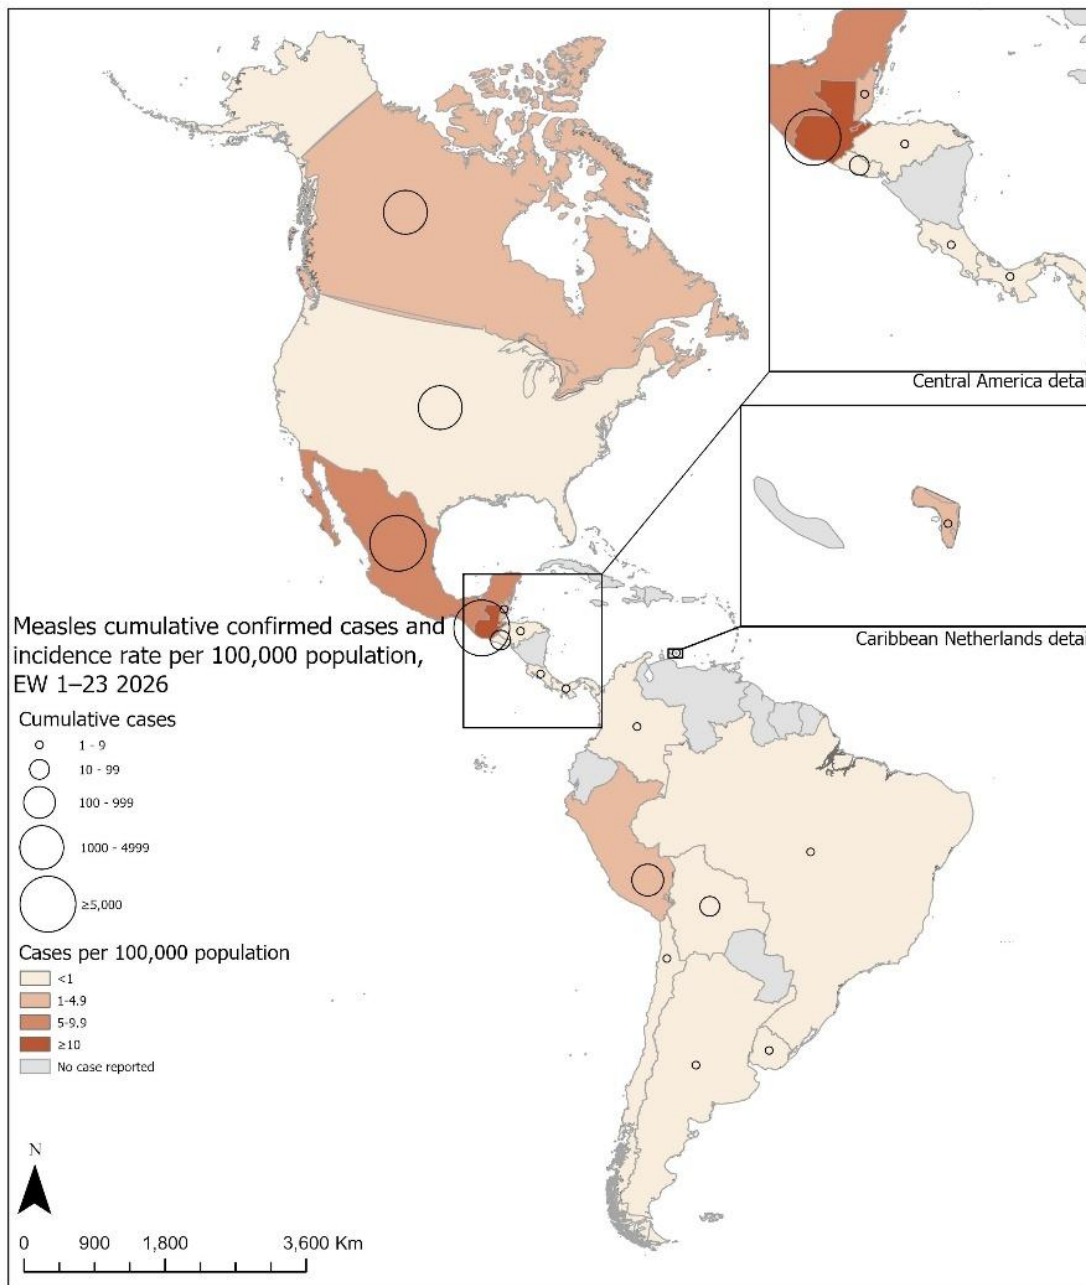 Central America detail
Caribbean Netherlands detail
Measles cumulative confirmed cases and
incidence rate per 100,000 population,
EW 1–23 2026
Cumulative cases
1 - 9
10 - 99
100 - 999
1000 - 4999
≥5,000
Cases per 100,000 population
<1
1-4.9
5-9.9
≥10
No case reported
N
0 900 1,800 3,600 Km